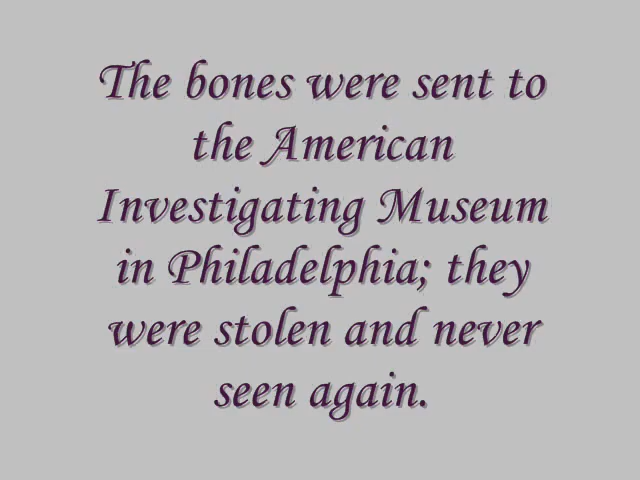 The bones were sent to
the American
Investigating Museum
in Philadelphia; they
were stolen and never
seen again.